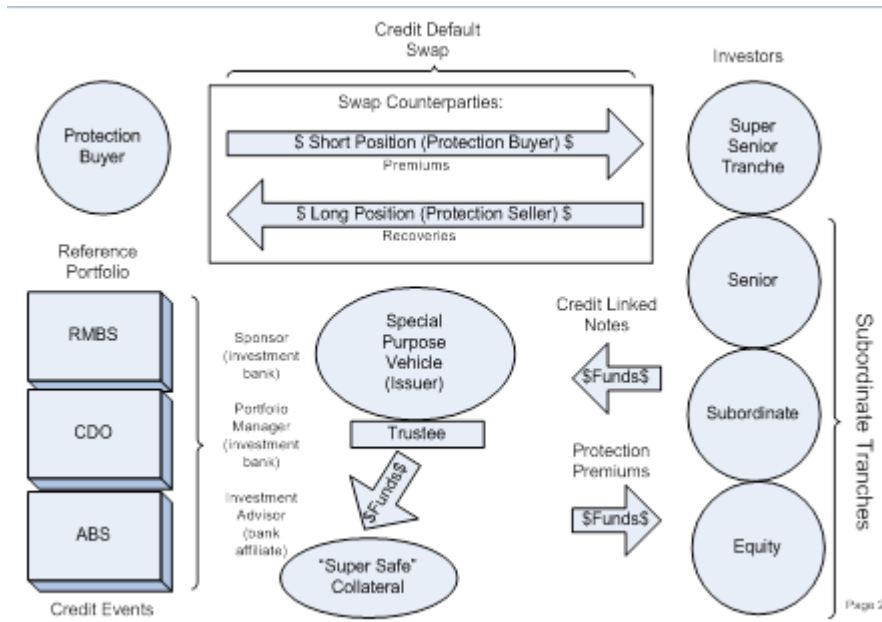 Credit Default
Swap
Investors
Swap Counterparties:
Protection
Buyer
$ Short Position (Protection Buyer) $
Premiums
Super
Senior
Tranche
$ Long Position (Protection Seller) $
Recoveries
Reference
Portfolio
Senior
RMBS
Sponsor
(investment
bank)
Special
Purpose
Vehicle
(Issuer)
Credit Linked
Notes
$Funds$
CDO
Portfolio
Manager
(investment
bank)
Trustee
Subordinate
Subordinate Tranches
$Funds$
Protection
Premiums
$Funds$
ABS
Investment
Advisor
(bank
affiliate)
"Super Safe"
Collateral
Equity
Credit Events
Page 2